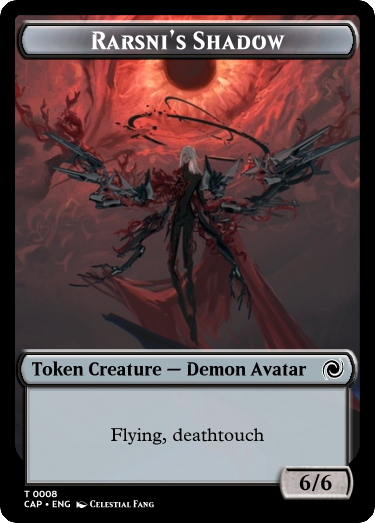 Rarsni's Shadow
Token Creature — Demon Avatar
Flying, deathtouch
6/6
T 0008
CAP • ENG Celestial Fang